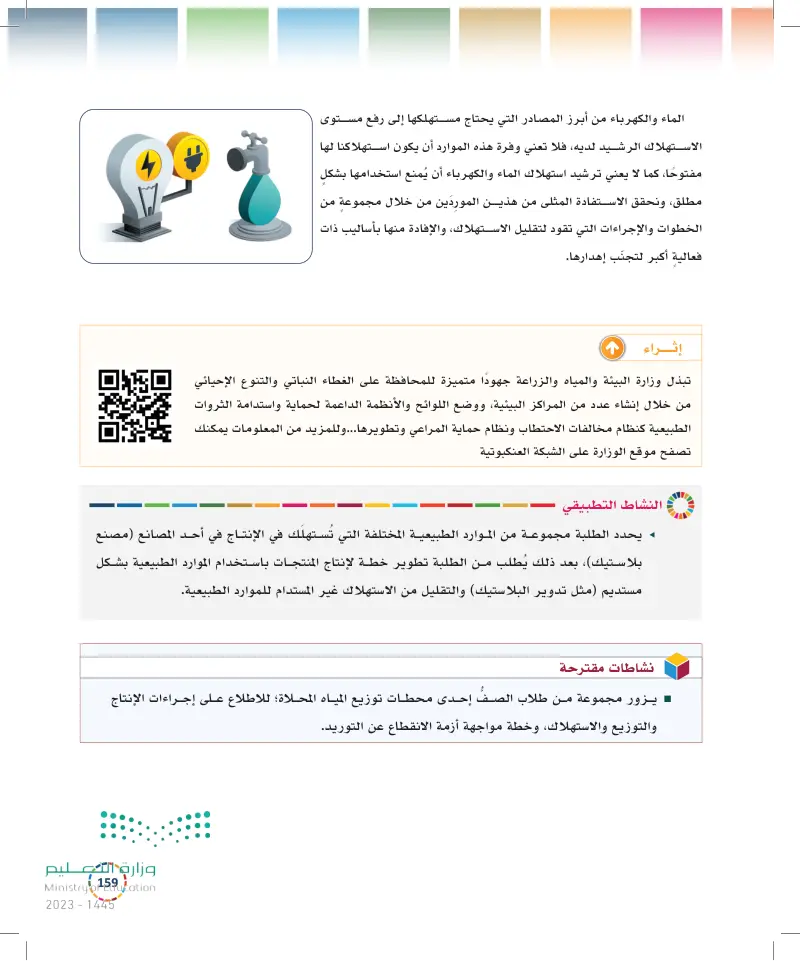 الماء والكهرباء من أبرز المصادر التي يحتاج مستهلكها إلى رفع مستوى
الاستهلاك الرشيد لديه، فلا تعني وفرة هذه الموارد أن يكون استهلاكنا لها
مفتوحًا، كما لا يعني ترشيد استهلاك الماء والكهرباء أن يُمنع استخدامها بشكلٍ
مطلق، ونحقق الاستفادة المثلى من هذين الموردَين من خلال مجموعةٍ من
الخطوات والإجراءات التي تقود لتقليل الاستهلاك، والإفادة منها بأساليب ذات
فعاليةٍ أكبر لتجنّب إهدارها.
إثراء
تبذل وزارة البيئة والمياه والزراعة جهودًا متميزة للمحافظة على الغطاء النباتي والتنوع الإحيائي
من خلال إنشاء عدد من المراكز البيئية، ووضع اللوائح والأنظمة الداعمة لحماية واستدامة الثروات
الطبيعية كنظام مخالفات الاحتطاب ونظام حماية المراعي وتطويرها...وللمزيد من المعلومات يمكنك
تصفح موقع الوزارة على الشبكة العنكبوتية
النشاط التطبيقي
يحدد الطلبة مجموعة من الموارد الطبيعية المختلفة التي تُستهلَك في الإنتاج في أحد المصانع (مصنع
بلاستيك)، بعد ذلك يُطلب من الطلبة تطوير خطة لإنتاج المنتجات باستخدام الموارد الطبيعية بشكل
مستديم (مثل تدوير البلاستيك) والتقليل من الاستهلاك غير المستدام للموارد الطبيعية.
نشاطات مقترحة
يزور مجموعة من طلاب الصفُّ إحدى محطات توزيع المياه المحلاة؛ للاطلاع على إجراءات الإنتاج
والتوزيع والاستهلاك، وخطة مواجهة أزمة الانقطاع عن التوريد.
وزارة التعليم
Ministry of Education
159
2023 - 1445